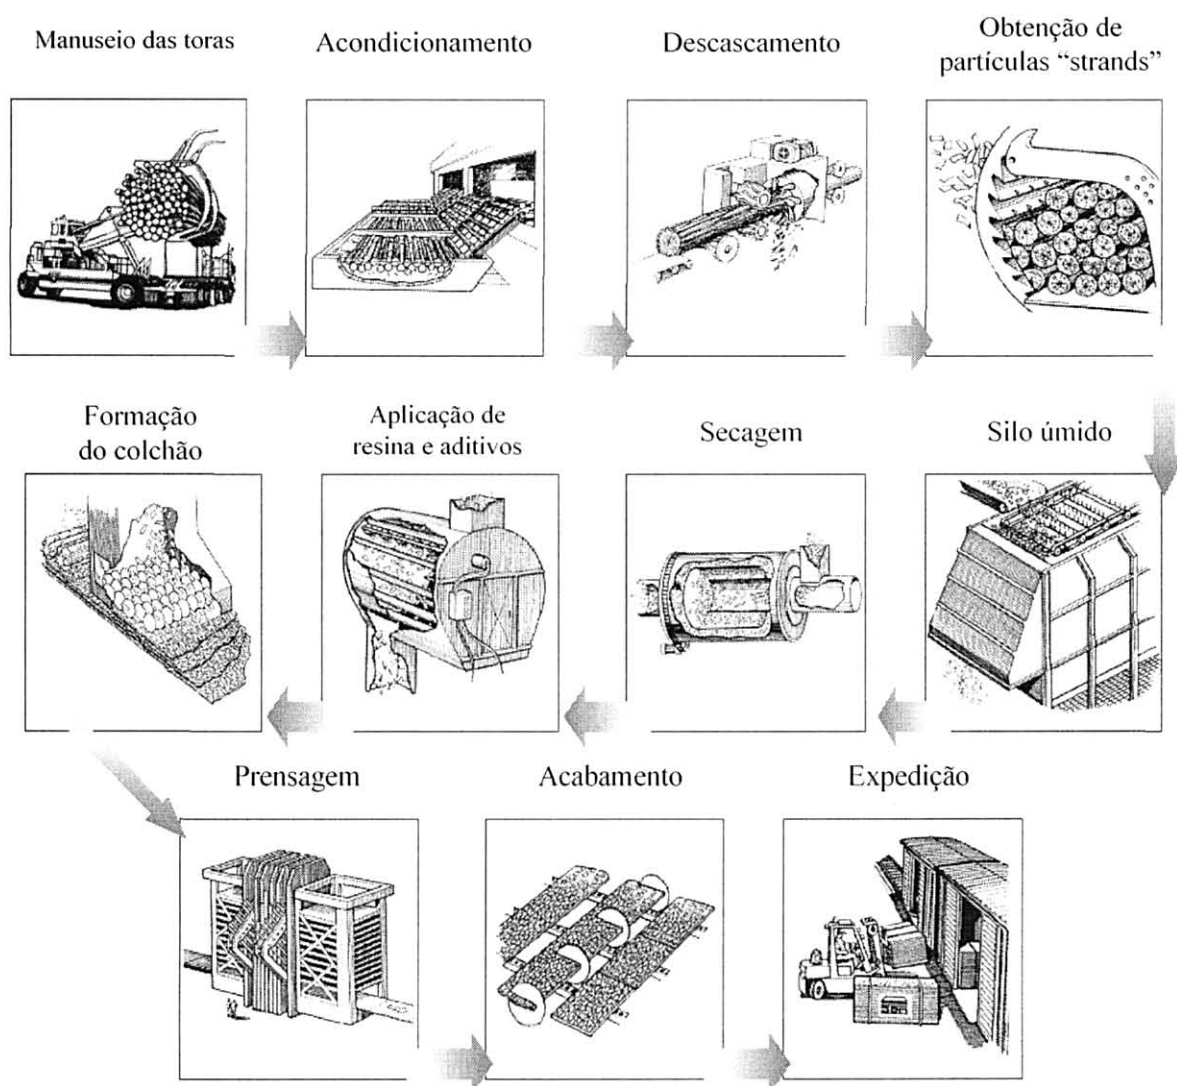 Manuseio das toras
Acondicionamento
Descascamento
Obtenção de
partículas “strands”
Formação
do colchão
Aplicação de
resina e aditivos
Secagem
Silo úmido
Prensagem
Acabamento
Expedição